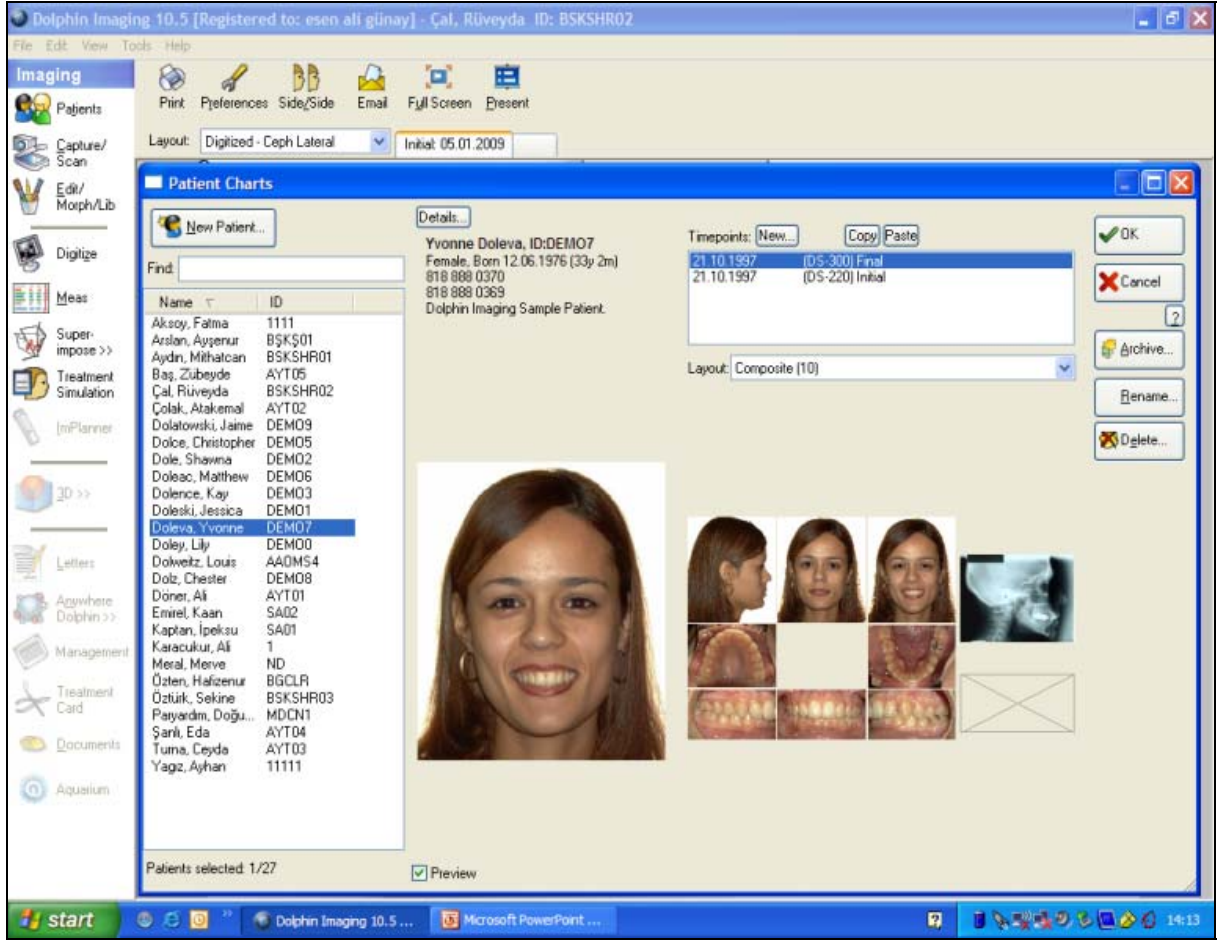 Dolphin Imaging 10.5 [Registered to: esen ali günay] - Çal, Rüveyda ID: BSKSHR02
File Edit View Tools Help
Imaging
Print Preferences Side/Side Email Full Screen Present
Layout: Digitized - Ceph Lateral Initial: 05.01.2009
Patients
Capture/
Scan
Edit/
Morph/Lib
Digitize
Meas
Super-
impose >>
Treatment
Simulation
ImPlanner
3D >>
Letters
Anywhere
Dolphin >>
Management
Treatment
Card
Documents
Aquarium
Patient Charts
New Patient...
Find:
Name ID
Aksoy, Fatma 1111
Arslan, Ayşenur BŞKŞ01
Aydın, Mithatcan BSKSHR01
Baş, Zübeyde AYT05
Çal, Rüveyda BSKSHR02
Çolak, Atakemal AYT02
Dolatowski, Jaime DEMO9
Dolce, Christopher DEMO5
Dole, Shawna DEMO2
Doleac, Matthew DEMO6
Dolence, Kay DEMO3
Doleski, Jessica DEMO1
Doleva, Yvonne DEMO7
Doley, Lily DEMO0
Dolweitz, Louis AAOMS4
Dolz, Chester DEMO8
Döner, Ali AYT01
Emirel, Kaan SA02
Kaptan, İpeksu SA01
Karacukur, Ali 1
Meral, Merve ND
Özten, Hafizenur BGCLR
Öztürk, Sekine BSKSHR03
Paryardım, Doğu... MDCN1
Şanlı, Eda AYT04
Tuma, Ceyda AYT03
Yagız, Ayhan 11111
Patients selected: 1/27
Details...
Yvonne Doleva, ID:DEMO7
Female, Born 12.06.1976 (33y 2m)
818 888 0370
818 888 0369
Dolphin Imaging Sample Patient.
Preview
Timepoints: New... Copy Paste
21.10.1997 (DS-300) Final
21.10.1997 (DS-220) Initial
Layout: Composite (10)
OK
Cancel
?
Archive...
Rename...
Delete...
start Dolphin Imaging 10.5 ... Microsoft PowerPoint ... 14:13